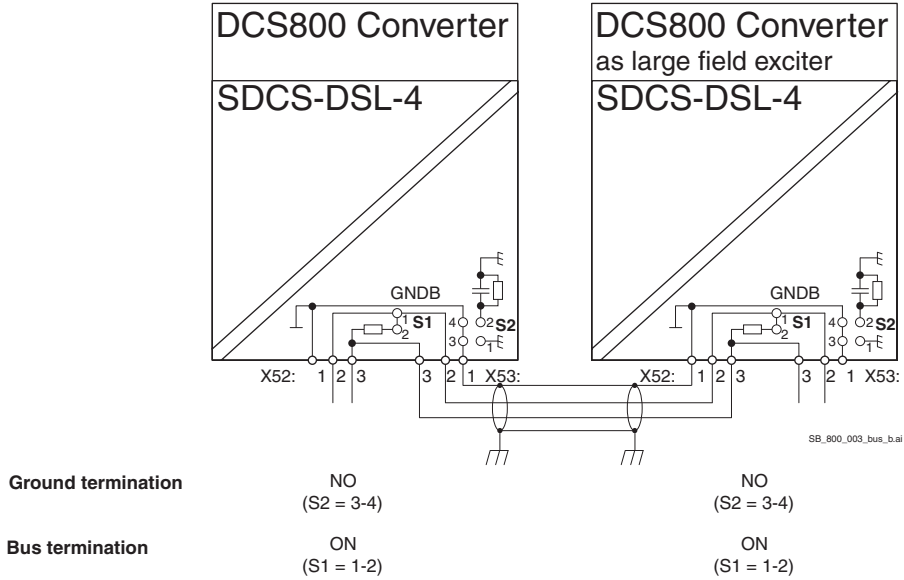 DCS800 Converter
DCS800 Converter
as large field exciter
SDCS-DSL-4
SDCS-DSL-4
GNDB
1 S1 4 2 S2
2 3 1
GNDB
1 S1 4 2 S2
2 3 1
X52: 1 2 3 3 2 1 X53:
X52: 1 2 3 3 2 1 X53:
SB_800_003_bus_b.ai
Ground termination NO NO
(S2 = 3-4) (S2 = 3-4)
Bus termination ON ON
(S1 = 1-2) (S1 = 1-2)